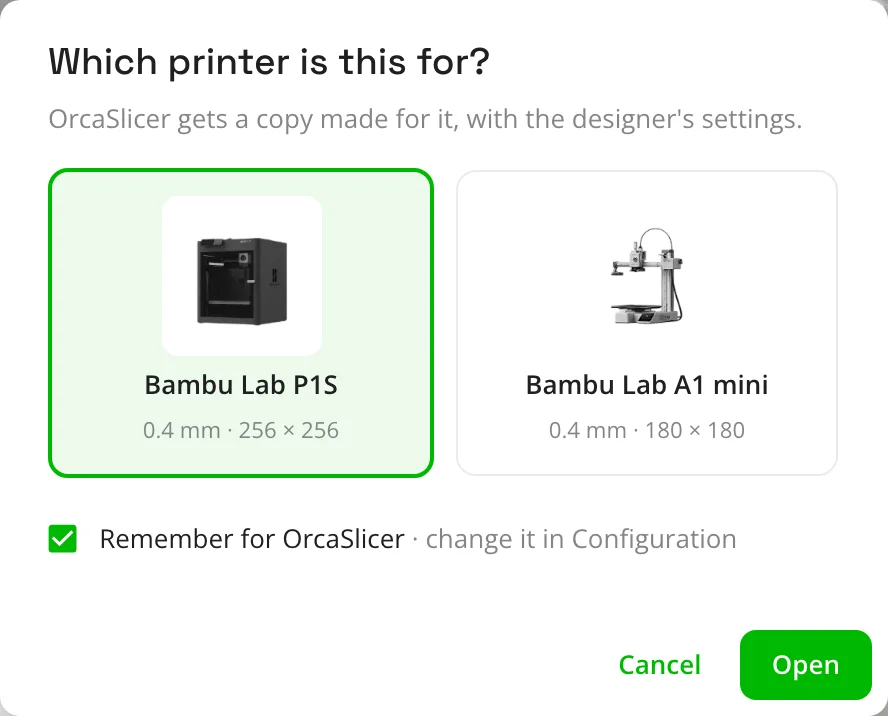 Which printer is this for?
OrcaSlicer gets a copy made for it, with the designer's settings.
Bambu Lab P1S
0.4 mm · 256 × 256
Bambu Lab A1 mini
0.4 mm · 180 × 180
Remember for OrcaSlicer · change it in Configuration
Cancel
Open